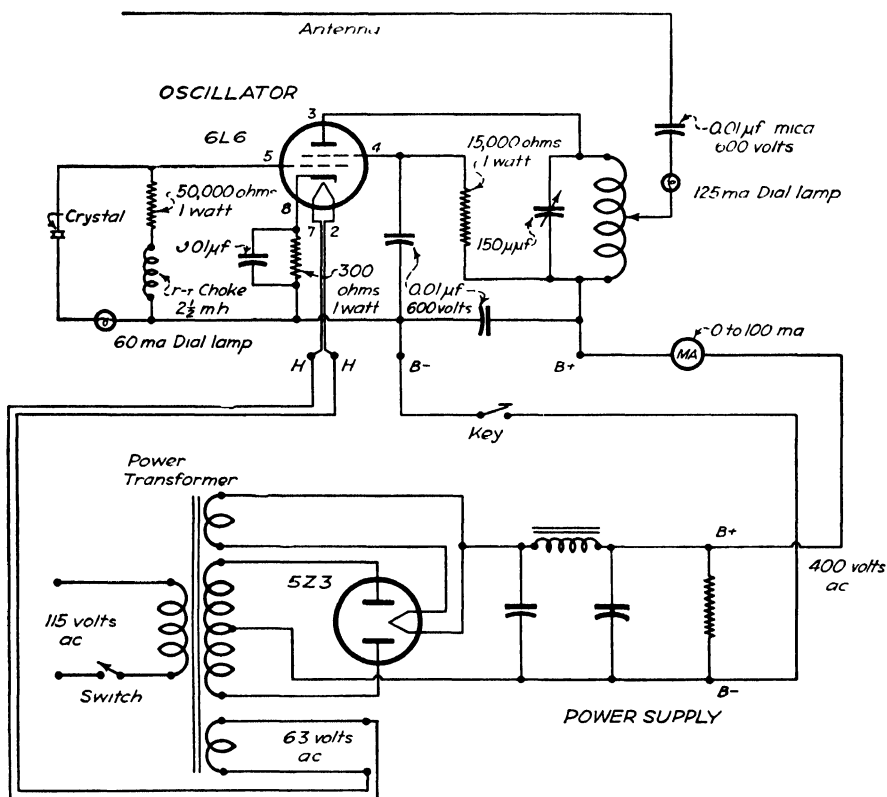 Antenna
OSCILLATOR
6L6
3
5
4
8
7 2
15,000 ohms
1 watt
0.01 µf mica
600 volts
125 ma Dial lamp
Crystal
50,000 ohms
1 watt
.01 µf
150 µµf
r-f Choke
2½ mh
300
ohms
1 watt
0.01 µf
600 volts
60 ma Dial lamp
0 to 100 ma
MA
H H
B-
B+
Key
Power
Transformer
5Z3
B+
400 volts
ac
115 volts
ac
Switch
B-
63 volts
ac
POWER SUPPLY